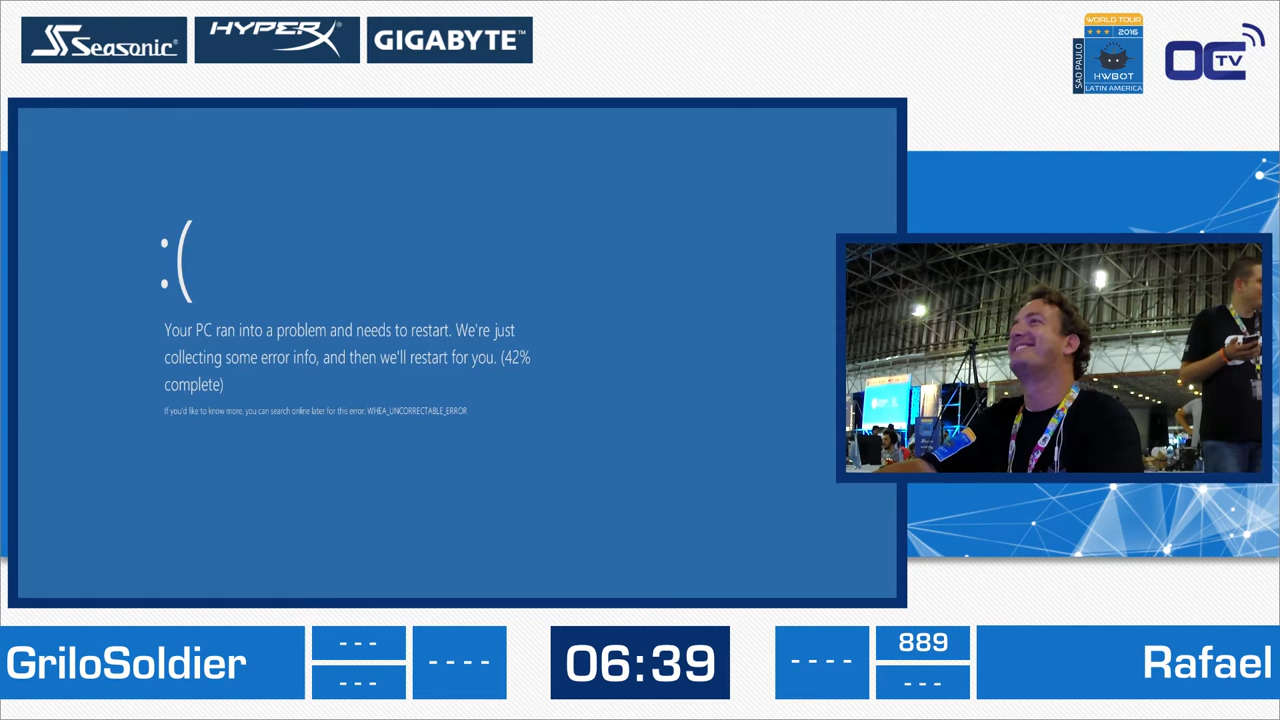 Seasonic®
HYPERX®
GIGABYTE™
WORLD TOUR
2016
SAO PAULO
HWBOT
LATIN AMERICA
OC TV
:(
Your PC ran into a problem and needs to restart. We're just
collecting some error info, and then we'll restart for you. (42%
complete)
If you'd like to know more, you can search online later for this error: WHEA_UNCORRECTABLE_ERROR
GriloSoldier
- - -
- - -
- - - -
06:39
- - - -
889
- - -
Rafael